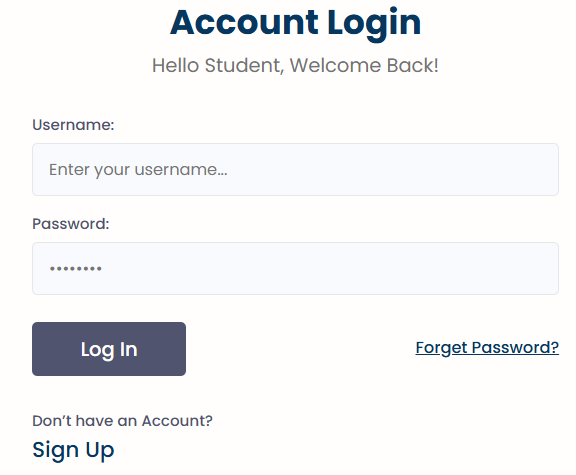 Account Login
Hello Student, Welcome Back!
Username:
Enter your username...
Password:
••••••••
Log In
Forget Password?
Don’t have an Account?
Sign Up